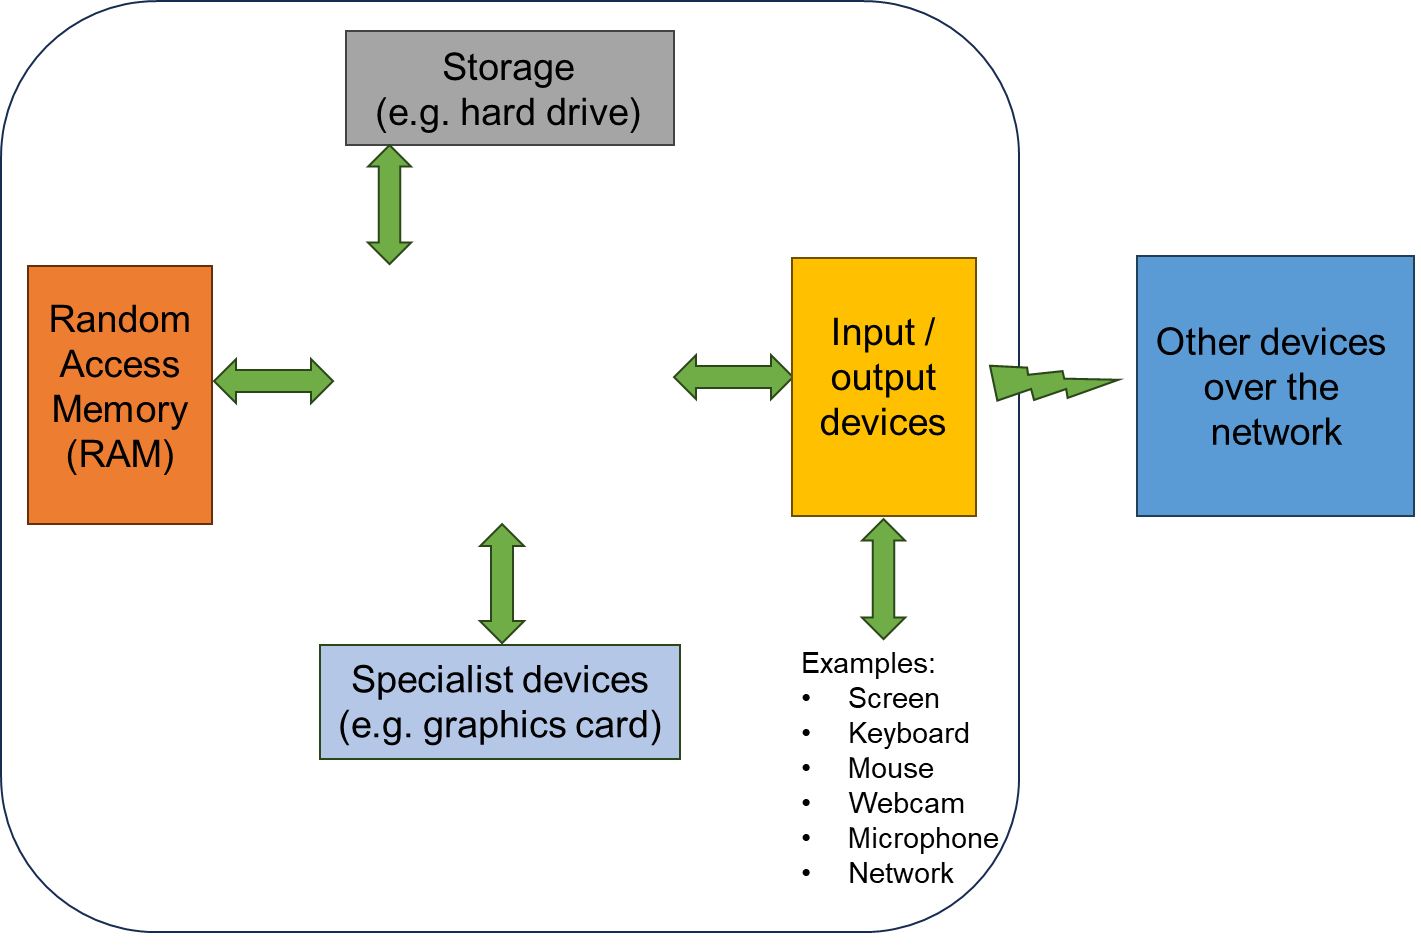 Storage
(e.g. hard drive)
Random
Access
Memory
(RAM)
Input /
output
devices
Other devices
over the
network
Specialist devices
(e.g. graphics card)
Examples:
• Screen
• Keyboard
• Mouse
• Webcam
• Microphone
• Network